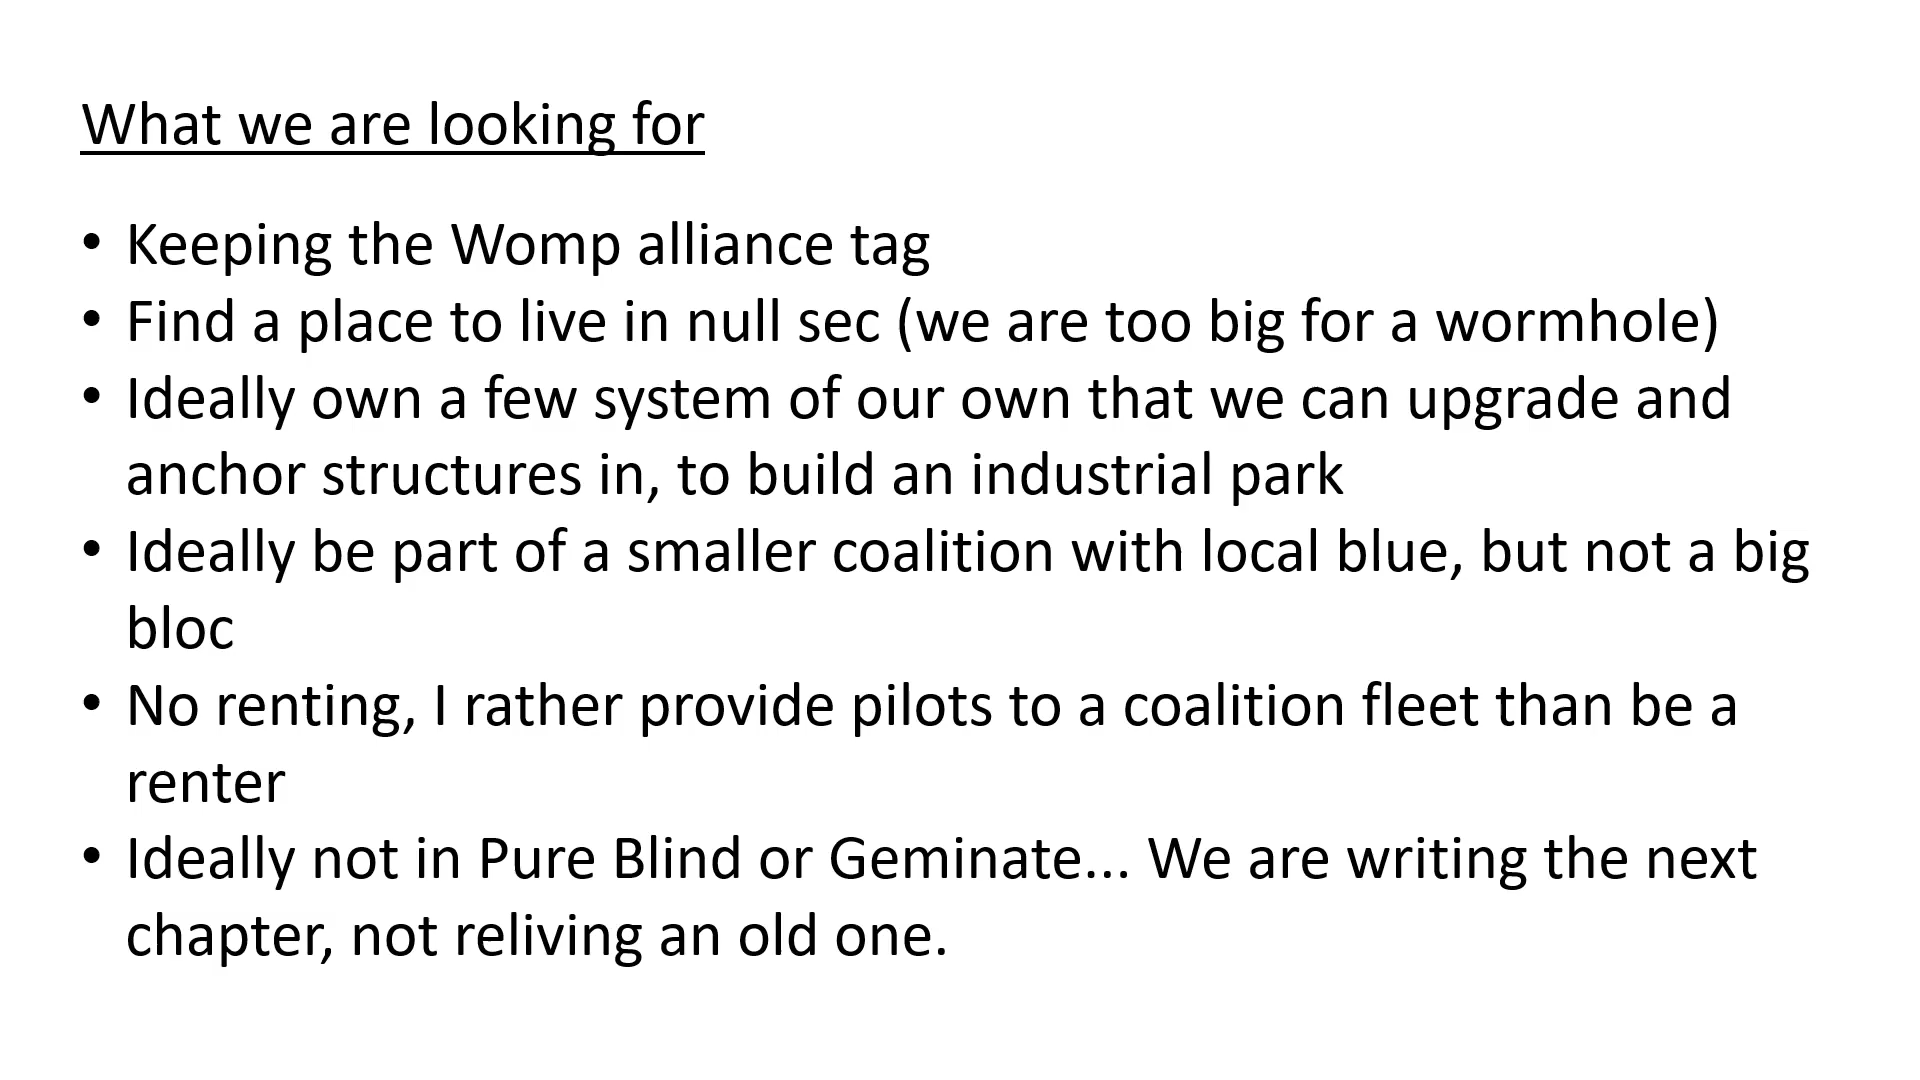 What we are looking for
• Keeping the Womp alliance tag
• Find a place to live in null sec (we are too big for a wormhole)
• Ideally own a few system of our own that we can upgrade and
anchor structures in, to build an industrial park
• Ideally be part of a smaller coalition with local blue, but not a big
bloc
• No renting, I rather provide pilots to a coalition fleet than be a
renter
• Ideally not in Pure Blind or Geminate... We are writing the next
chapter, not reliving an old one.